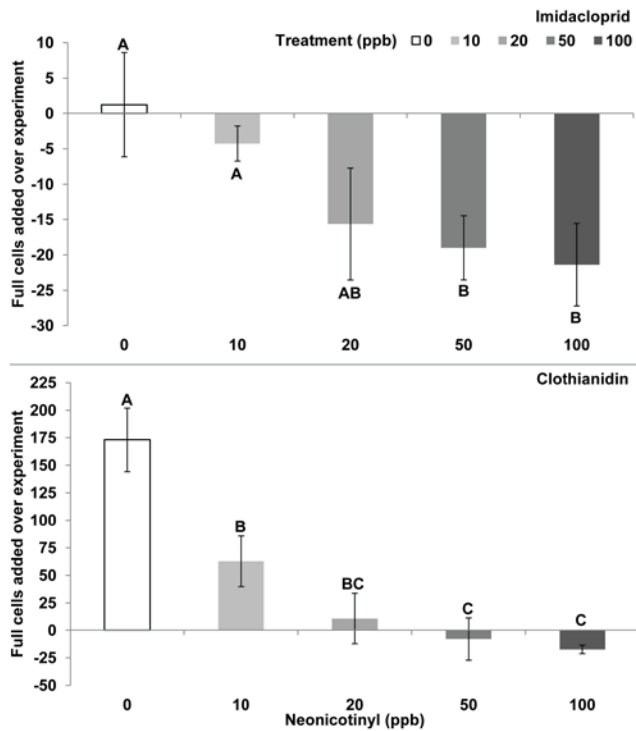 Imidacloprid
Treatment (ppb) 0 10 20 50 100
Full cells added over experiment
10
5
0
-5
-10
-15
-20
-25
-30
A
A
AB
B
B
0 10 20 50 100
Clothianidin
Full cells added over experiment
225
200
175
150
125
100
75
50
25
0
-25
-50
A
B
BC
C
C
0 10 20 50 100
Neonicotinyl (ppb)